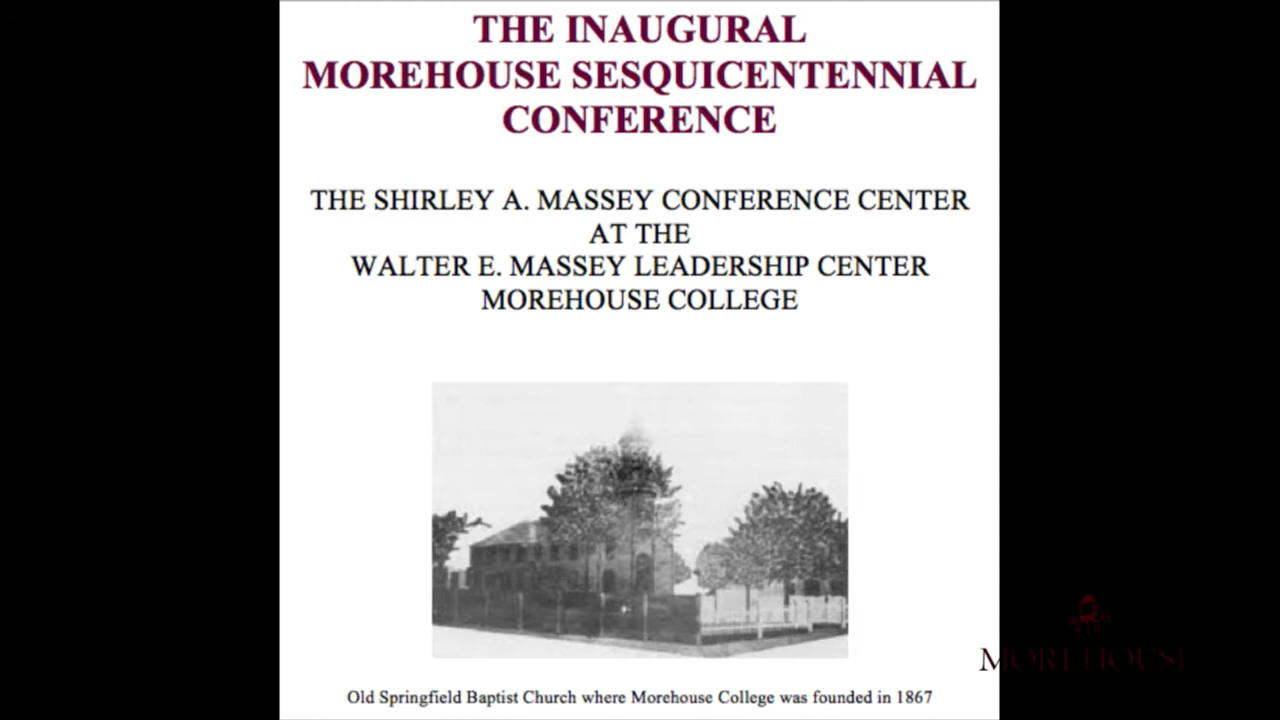 THE INAUGURAL
MOREHOUSE SESQUICENTENNIAL
CONFERENCE
THE SHIRLEY A. MASSEY CONFERENCE CENTER
AT THE
WALTER E. MASSEY LEADERSHIP CENTER
MOREHOUSE COLLEGE
Old Springfield Baptist Church where Morehouse College was founded in 1867
MOREHOUSE